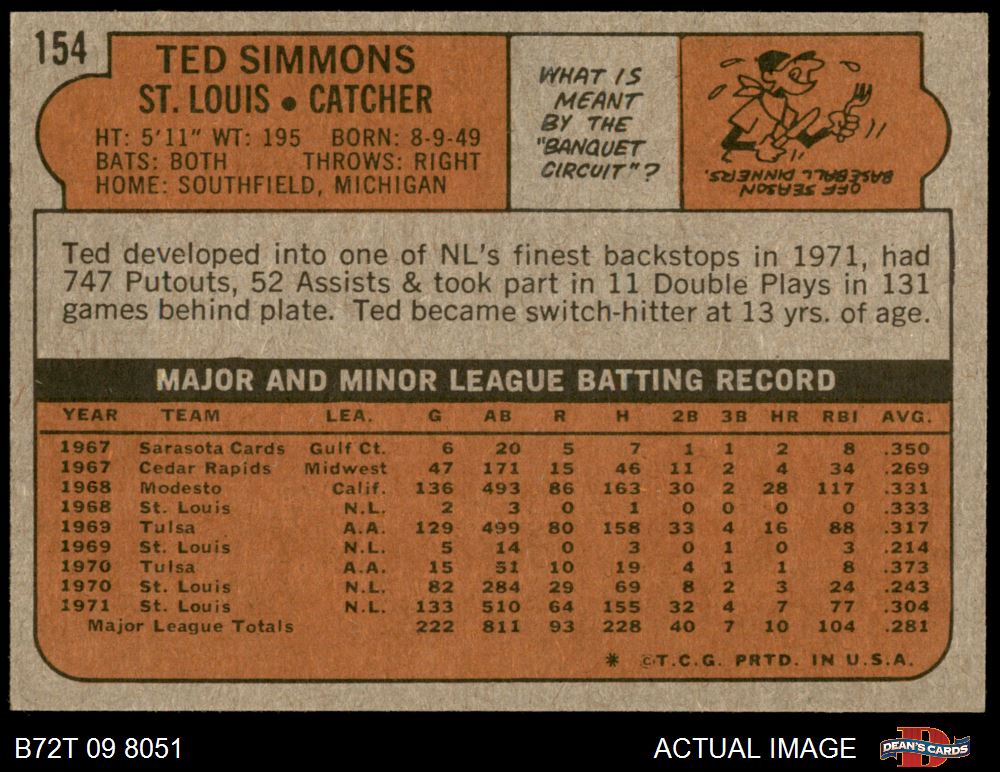 154
TED SIMMONS
ST. LOUIS • CATCHER
HT: 5'11" WT: 195 BORN: 8-9-49
BATS: BOTH THROWS: RIGHT
HOME: SOUTHFIELD, MICHIGAN
WHAT IS
MEANT
BY THE
"BANQUET
CIRCUIT"?
OFF SEASON
BASEBALL DINNERS.
Ted developed into one of NL's finest backstops in 1971, had
747 Putouts, 52 Assists & took part in 11 Double Plays in 131
games behind plate. Ted became switch-hitter at 13 yrs. of age.
MAJOR AND MINOR LEAGUE BATTING RECORD
YEAR TEAM LEA. G AB R H 2B 3B HR RBI AVG.
1967 Sarasota Cards Gulf Ct. 6 20 5 7 1 1 2 8 .350
1967 Cedar Rapids Midwest 47 171 15 46 11 2 4 34 .269
1968 Modesto Calif. 136 493 86 163 30 2 28 117 .331
1968 St. Louis N.L. 2 3 0 1 0 0 0 0 .333
1969 Tulsa A.A. 129 499 80 158 33 4 16 88 .317
1969 St. Louis N.L. 5 14 0 3 0 1 0 3 .214
1970 Tulsa A.A. 15 51 10 19 4 1 1 8 .373
1970 St. Louis N.L. 82 284 29 69 8 2 3 24 .243
1971 St. Louis N.L. 133 510 64 155 32 4 7 77 .304
Major League Totals 222 811 93 228 40 7 10 104 .281
* ©T.C.G. PRTD. IN U.S.A.
B72T 09 8051
ACTUAL IMAGE
DEAN'S CARDS